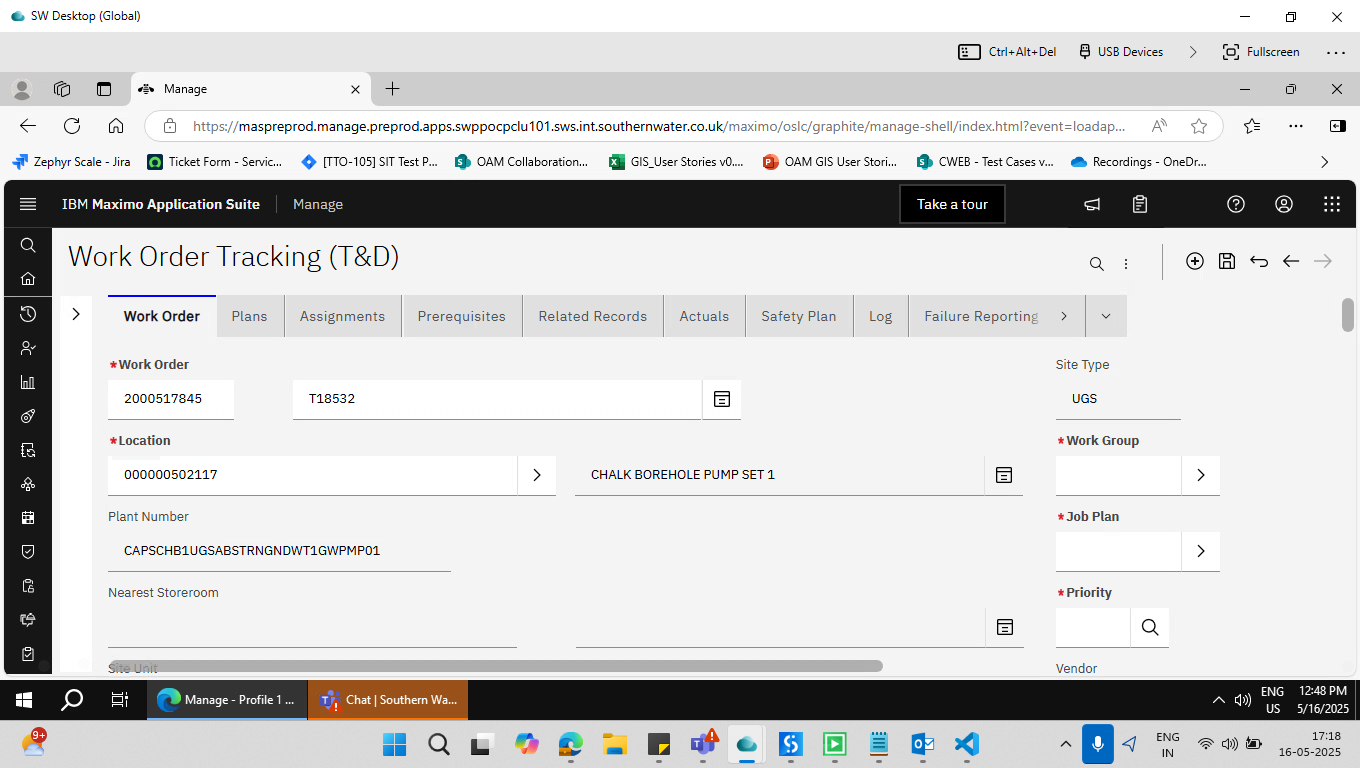 SW Desktop (Global)
Ctrl+Alt+Del USB Devices Fullscreen
Manage
https://maspreprod.manage.preprod.apps.swppocpclu101.sws.int.southernwater.co.uk/maximo/oslc/graphite/manage-shell/index.html?event=loadap...
Zephyr Scale - Jira Ticket Form - Servic... [TTO-105] SIT Test P... OAM Collaboration... GIS_User Stories v0.... OAM GIS User Stori... CWEB - Test Cases v... Recordings - OneDr...
IBM Maximo Application Suite Manage Take a tour
Work Order Tracking (T&D)
Work Order Plans Assignments Prerequisites Related Records Actuals Safety Plan Log Failure Reporting
*Work Order Site Type
2000517845 T18532 UGS
*Location *Work Group
000000502117 CHALK BOREHOLE PUMP SET 1
Plant Number *Job Plan
CAPSCHB1UGSABSTRNGNDWT1GWPMP01
Nearest Storeroom *Priority
Site Unit Vendor
Manage - Profile 1 ... Chat | Southern Wa... ENG 12:48 PM
US 5/16/2025
9+ ENG 17:18
IN 16-05-2025